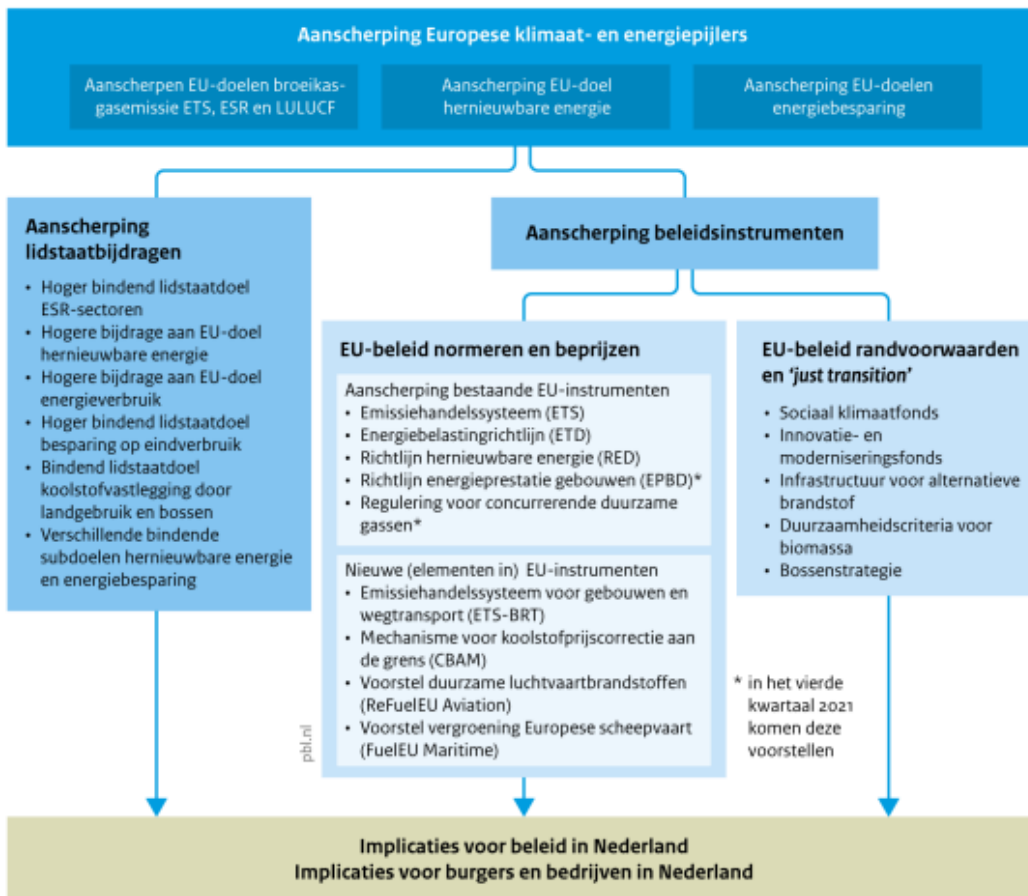 Aanscherping Europese klimaat- en energiepijlers
Aanscherpen EU-doelen broeikas-
gasemissie ETS, ESR en LULUCF
Aanscherping EU-doel
hernieuwbare energie
Aanscherping EU-doelen
energiebesparing
Aanscherping
lidstaatbijdragen
• Hoger bindend lidstaatdoel
ESR-sectoren
• Hogere bijdrage aan EU-doel
hernieuwbare energie
• Hogere bijdrage aan EU-doel
energieverbruik
• Hoger bindend lidstaatdoel
besparing op eindverbruik
• Bindend lidstaatdoel
koolstofvastlegging door
landgebruik en bossen
• Verschillende bindende
subdoelen hernieuwbare energie
en energiebesparing
Aanscherping beleidsinstrumenten
EU-beleid normeren en beprijzen
Aanscherping bestaande EU-instrumenten
• Emissiehandelssysteem (ETS)
• Energiebelastingrichtlijn (ETD)
• Richtlijn hernieuwbare energie (RED)
• Richtlijn energieprestatie gebouwen (EPBD)*
• Regulering voor concurrerende duurzame
gassen*
Nieuwe (elementen in) EU-instrumenten
• Emissiehandelssysteem voor gebouwen en
wegtransport (ETS-BRT)
• Mechanisme voor koolstofprijscorrectie aan
de grens (CBAM)
• Voorstel duurzame luchtvaartbrandstoffen
(ReFuelEU Aviation)
• Voorstel vergroening Europese scheepvaart
(FuelEU Maritime)
EU-beleid randvoorwaarden
en ‘just transition’
• Sociaal klimaatfonds
• Innovatie- en
moderniseringsfonds
• Infrastructuur voor alternatieve
brandstof
• Duurzaamheidscriteria voor
biomassa
• Bossenstrategie
* in het vierde
kwartaal 2021
komen deze
voorstellen
pbl.nl
Implicaties voor beleid in Nederland
Implicaties voor burgers en bedrijven in Nederland